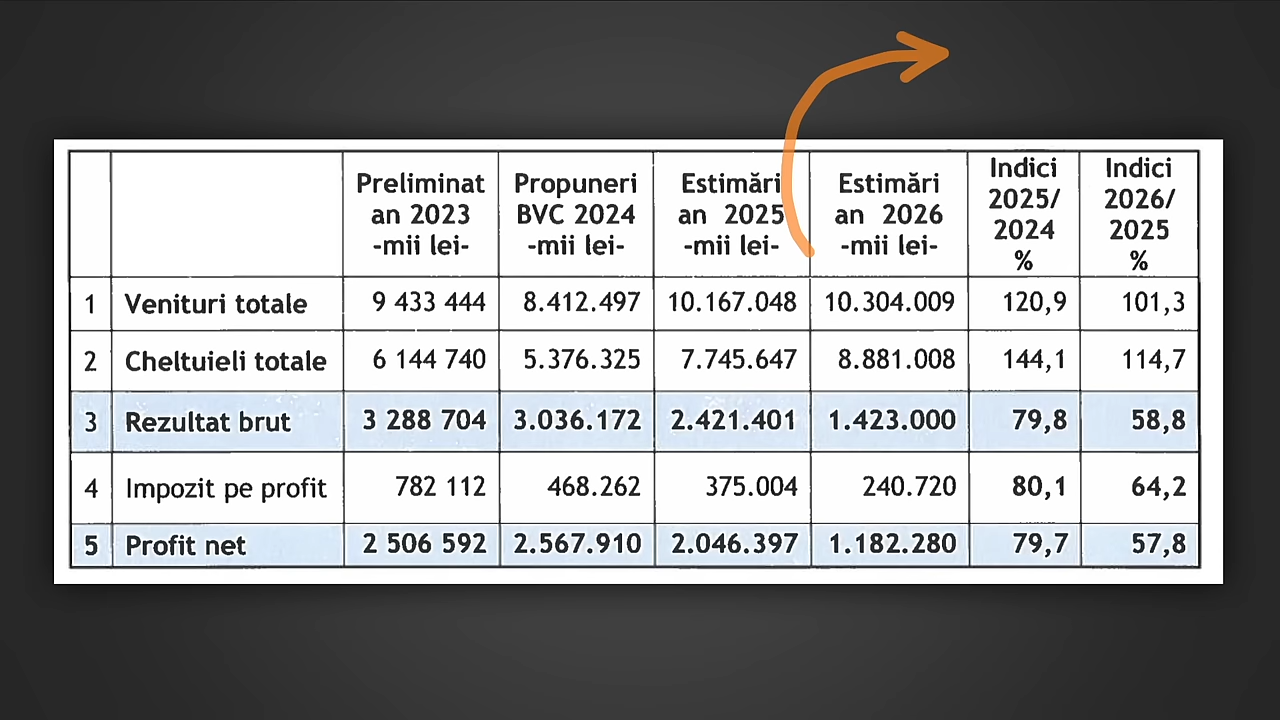 Preliminat an 2023 -mii lei- Propuneri BVC 2024 -mii lei- Estimări an 2025 -mii lei- Estimări an 2026 -mii lei- Indici 2025/ 2024 % Indici 2026/ 2025 %
1 Venituri totale 9 433 444 8.412.497 10.167.048 10.304.009 120,9 101,3
2 Cheltuieli totale 6 144 740 5.376.325 7.745.647 8.881.008 144,1 114,7
3 Rezultat brut 3 288 704 3.036.172 2.421.401 1.423.000 79,8 58,8
4 Impozit pe profit 782 112 468.262 375.004 240.720 80,1 64,2
5 Profit net 2 506 592 2.567.910 2.046.397 1.182.280 79,7 57,8